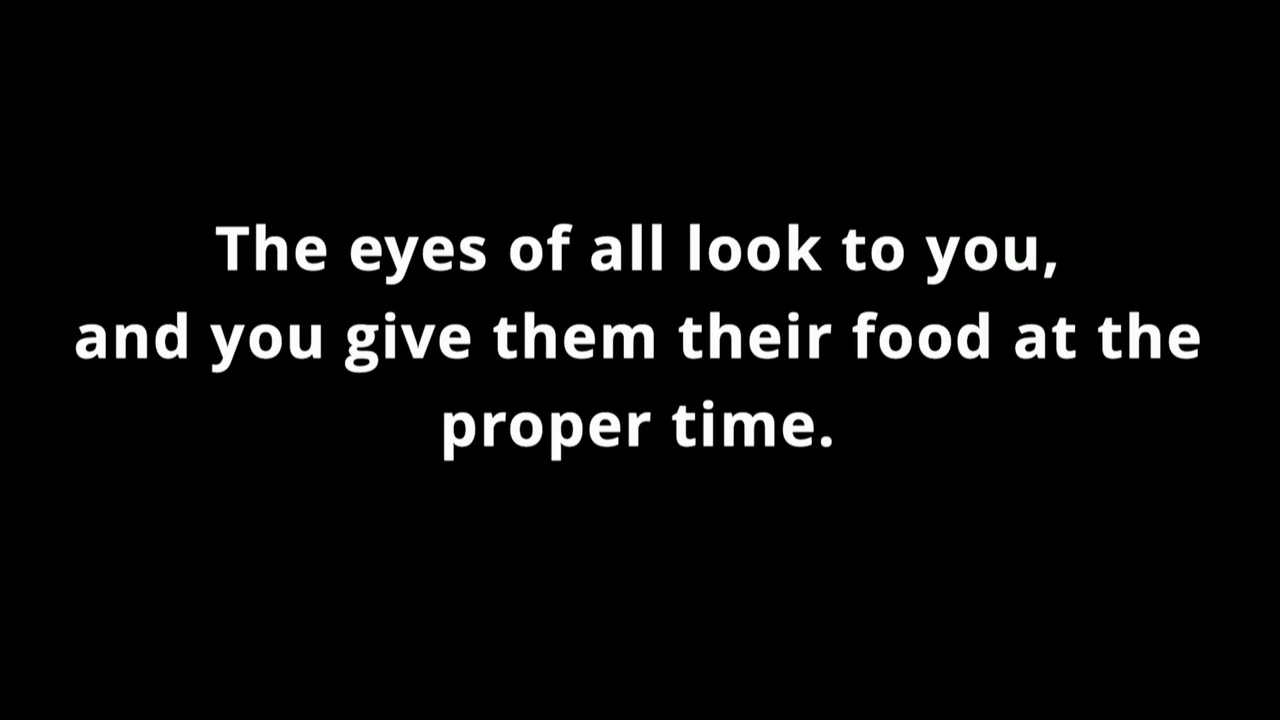 The eyes of all look to you,
and you give them their food at the
proper time.